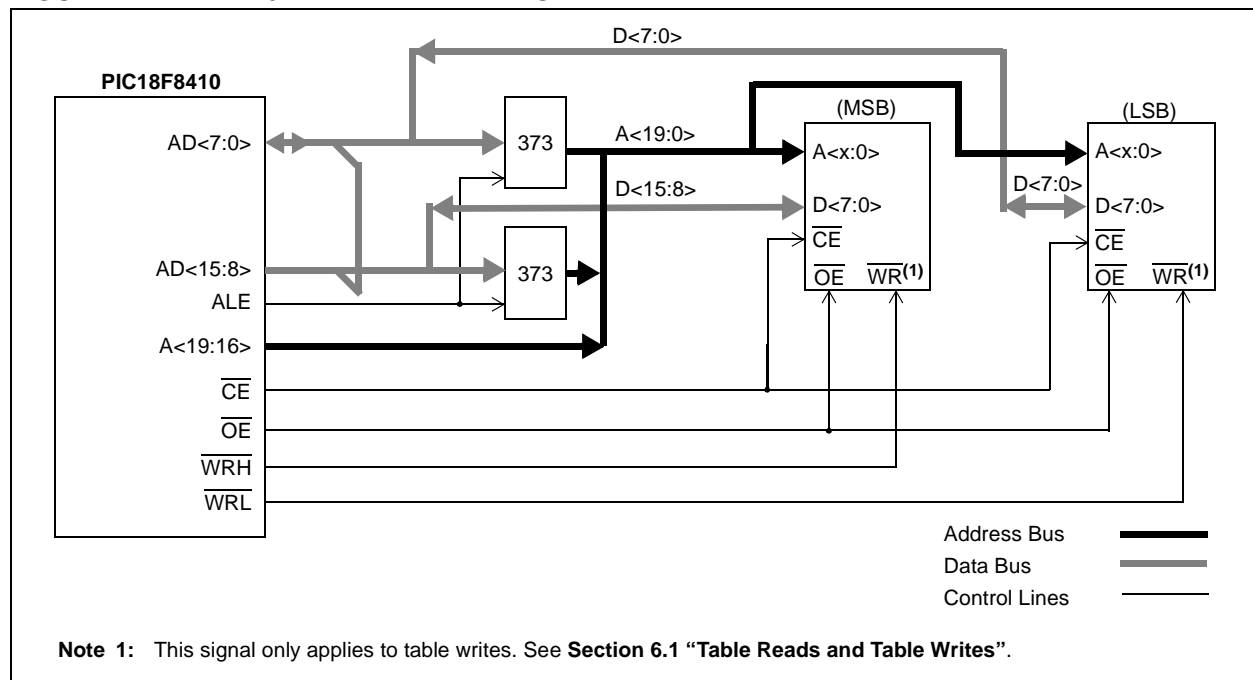 D<7:0>
PIC18F8410
(MSB)
(LSB)
AD<7:0>
373
A<19:0>
A<x:0>
A<x:0>
D<15:8>
D<7:0>
D<7:0>
D<7:0>
CE
CE
AD<15:8>
373
OE
WR(1)
OE
WR(1)
ALE
A<19:16>
CE
OE
WRH
WRL
Address Bus
Data Bus
Control Lines
Note 1: This signal only applies to table writes. See Section 6.1 “Table Reads and Table Writes”.